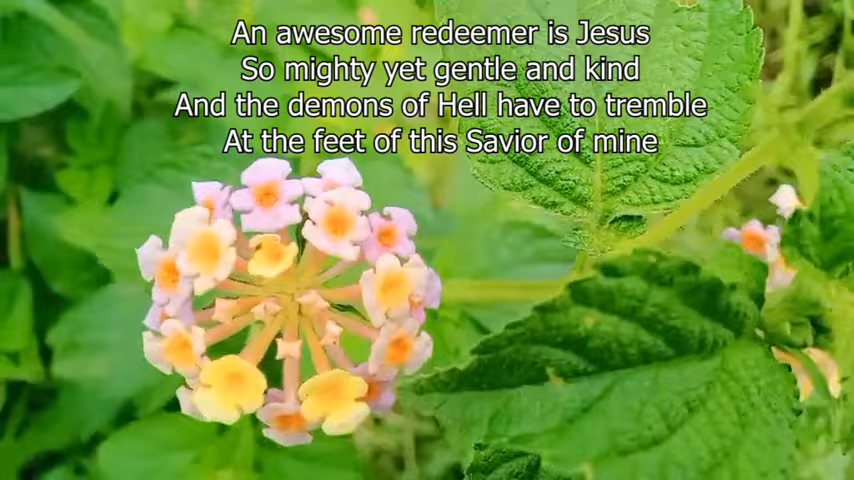 An awesome redeemer is Jesus
So mighty yet gentle and kind
And the demons of Hell have to tremble
At the feet of this Savior of mine